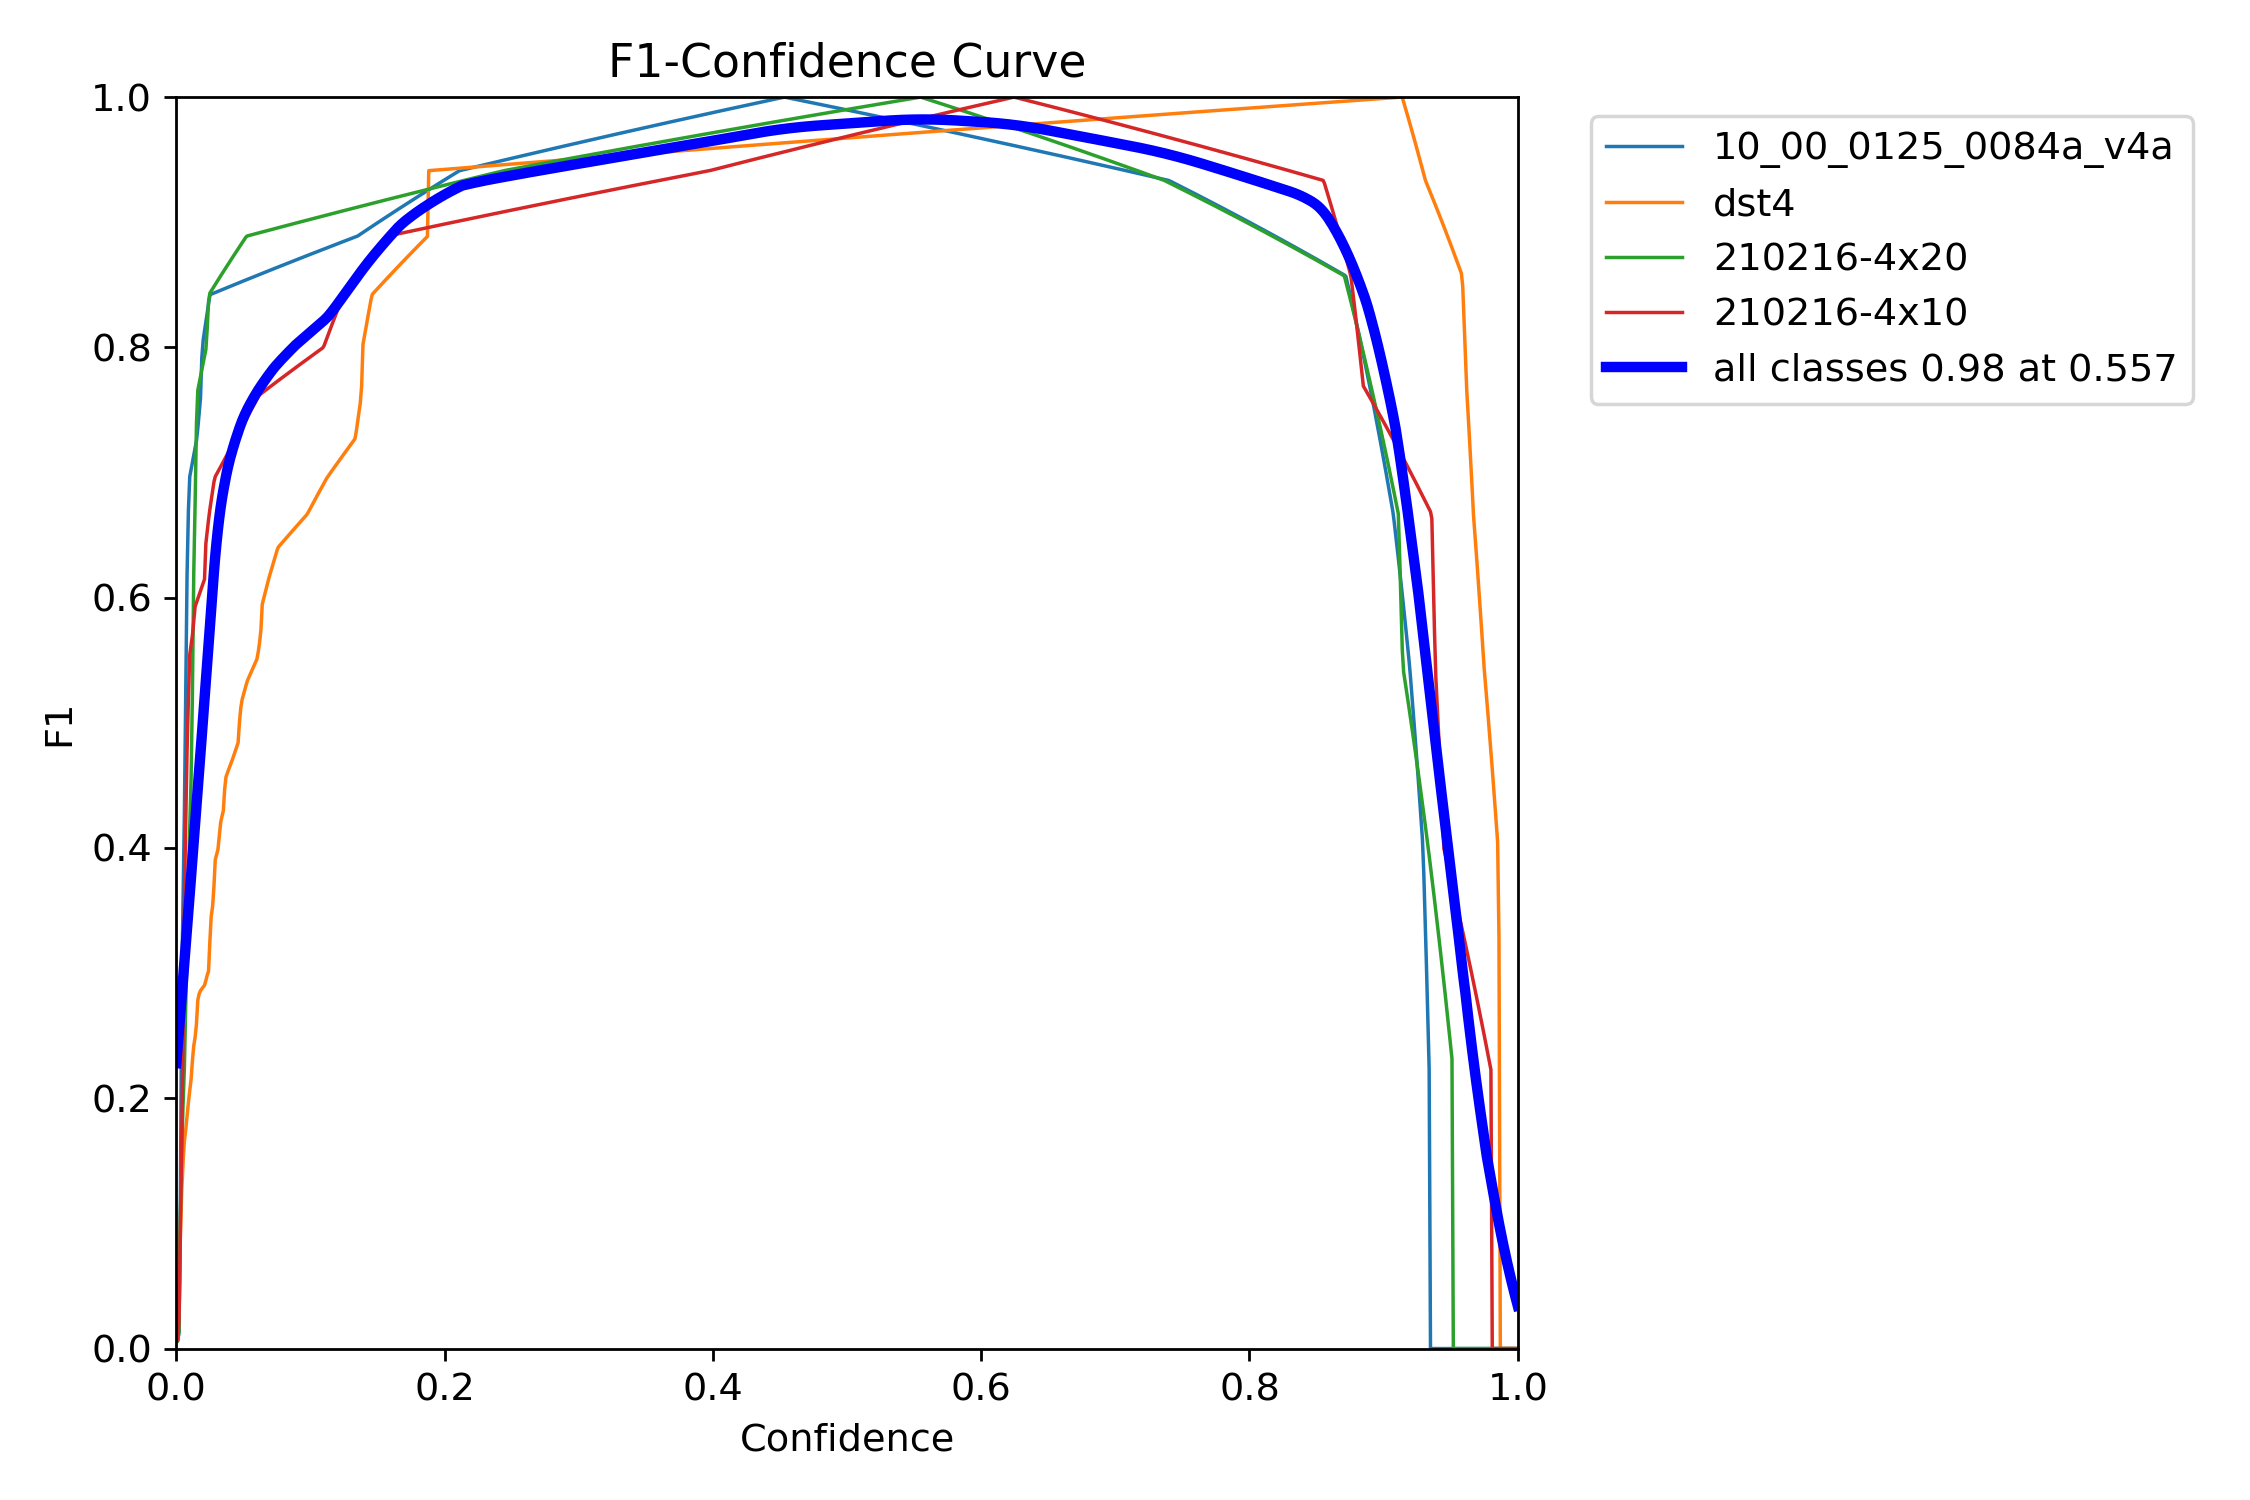 F1-Confidence Curve
1.0
0.8
0.6
0.4
0.2
0.0
F1
0.0 0.2 0.4 0.6 0.8 1.0
Confidence
10_00_0125_0084a_v4a
dst4
210216-4x20
210216-4x10
all classes 0.98 at 0.557